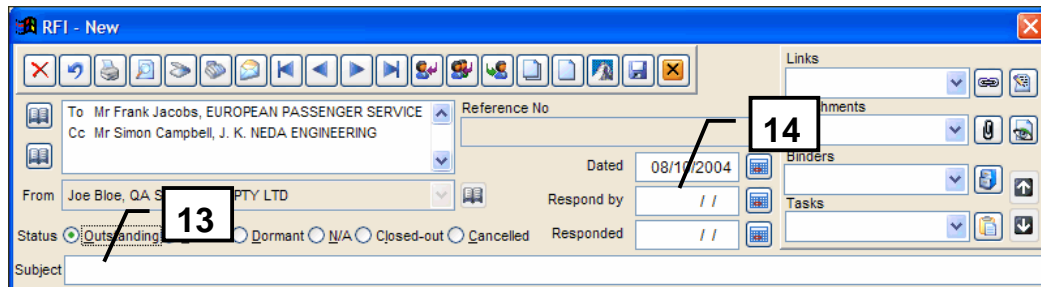 RFI - New
Links
To Mr Frank Jacobs, EUROPEAN PASSENGER SERVICE
Cc Mr Simon Campbell, J. K. NEDA ENGINEERING
Reference No
14
Dated 08/10/2004
Binders
From Joe Bloe, QA PTY LTD
Respond by / /
Tasks
13
Status Outstanding Dormant N/A Closed-out Cancelled
Responded / /
Subject